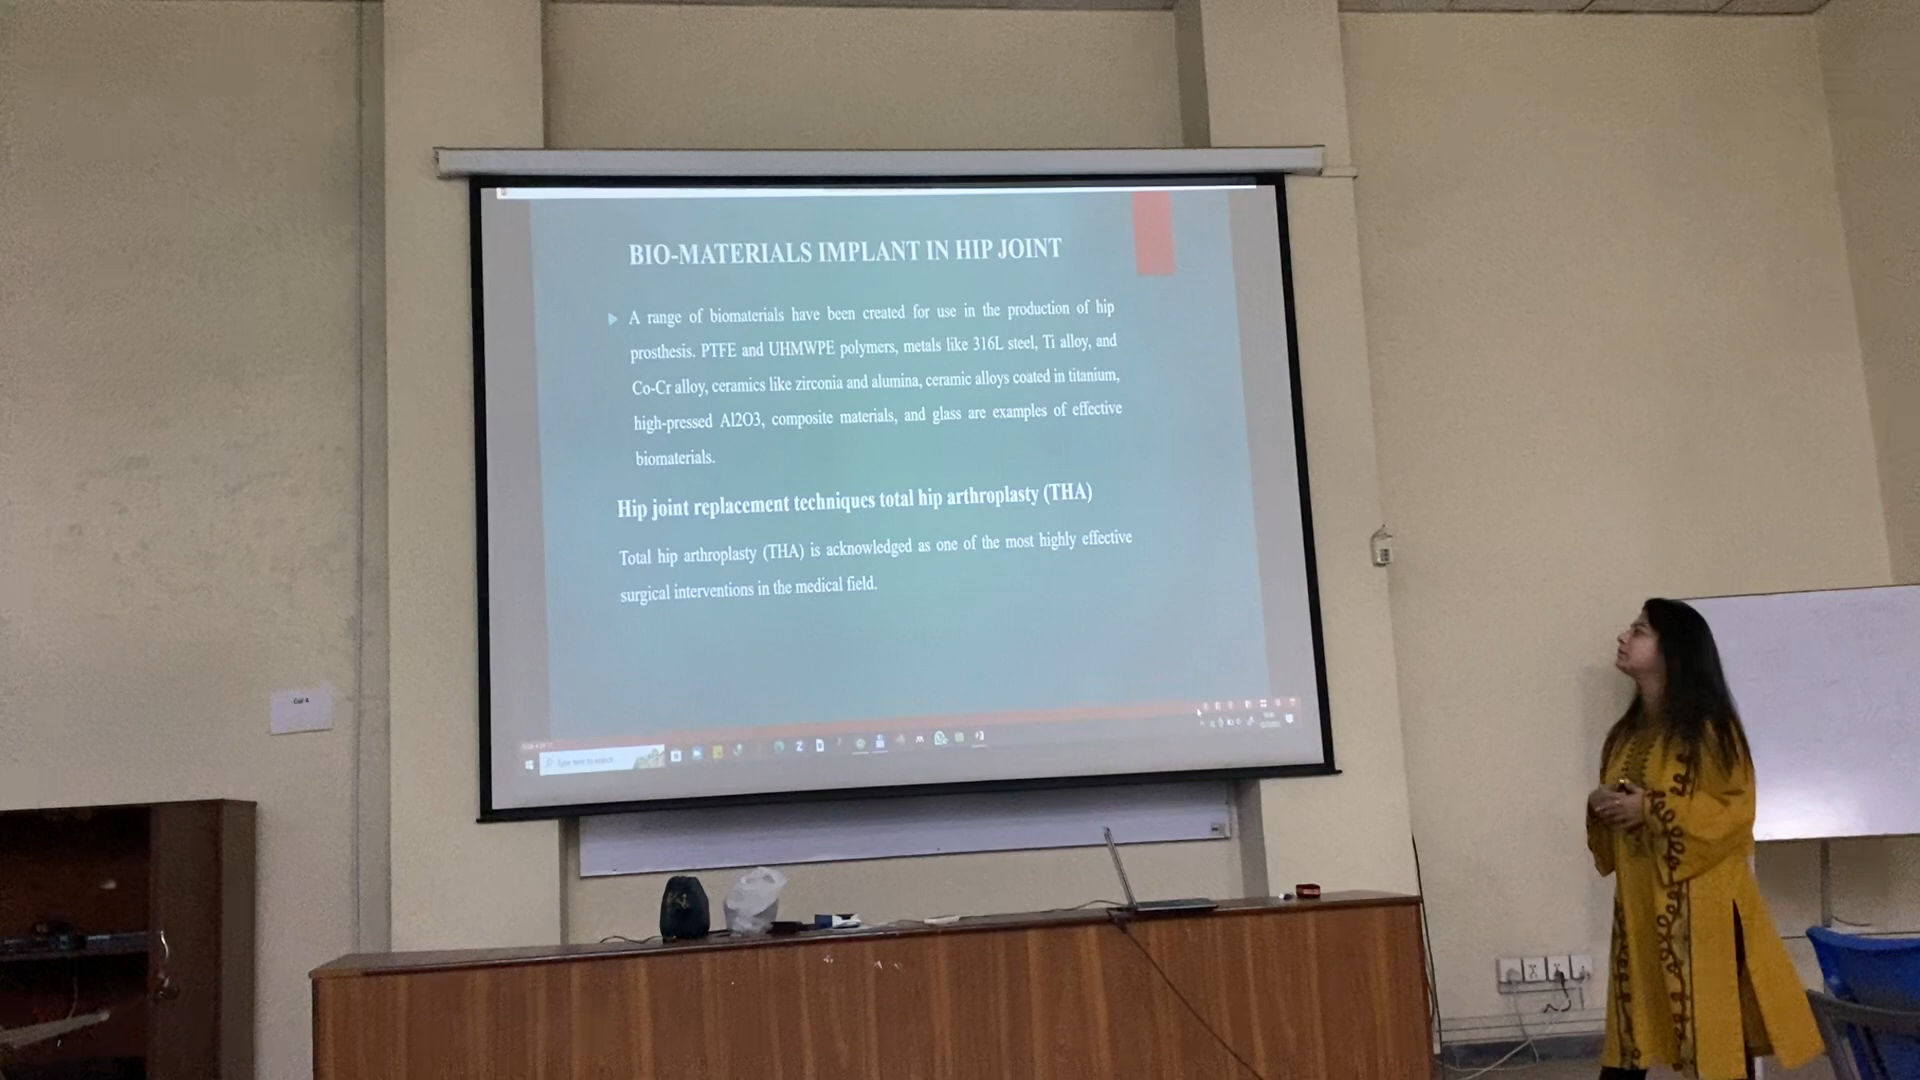 BIO-MATERIALS IMPLANT IN HIP JOINT
A range of biomaterials have been created for use in the production of hip
prosthesis. PTFE and UHMWPE polymers, metals like 316L steel, Ti alloy, and
Co-Cr alloy, ceramics like zirconia and alumina, ceramic alloys coated in titanium,
high-pressed Al2O3, composite materials, and glass are examples of effective
biomaterials.
Hip joint replacement techniques total hip arthroplasty (THA)
Total hip arthroplasty (THA) is acknowledged as one of the most highly effective
surgical interventions in the medical field.
Type here to search